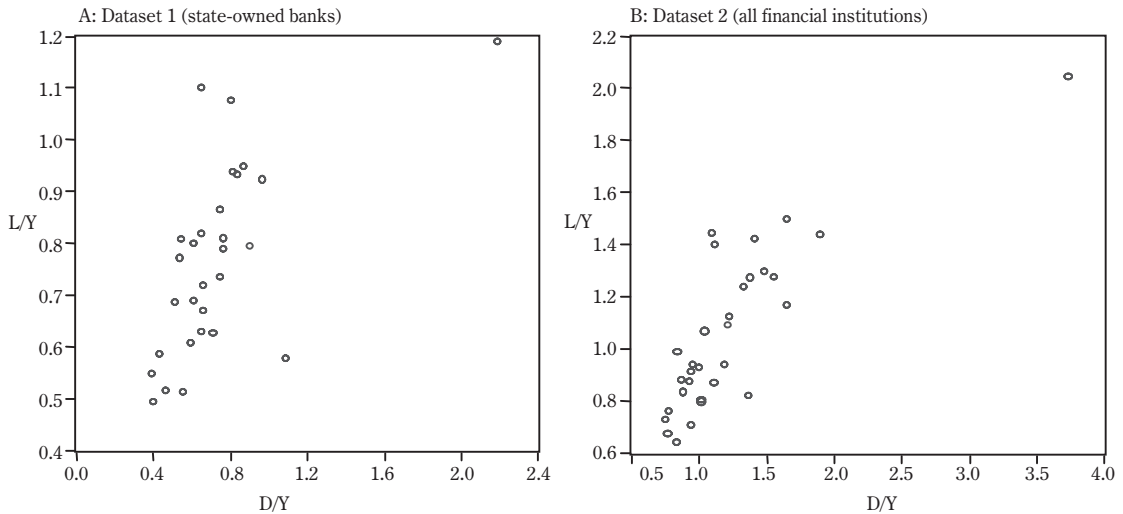 A: Dataset 1 (state-owned banks)
1.2
1.1
1.0
0.9
L/Y
0.8
0.7
0.6
0.5
0.4
0.0 0.4 0.8 1.2 1.6 2.0 2.4
D/Y
B: Dataset 2 (all financial institutions)
2.2
2.0
1.8
1.6
L/Y
1.4
1.2
1.0
0.8
0.6
0.5 1.0 1.5 2.0 2.5 3.0 3.5 4.0
D/Y